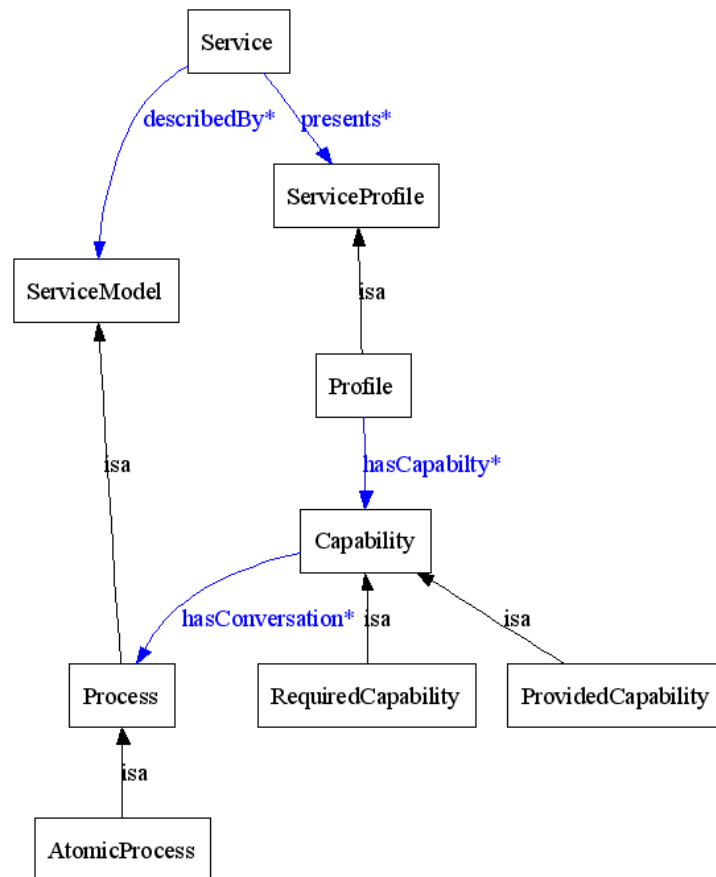 Service
describedBy*
presents*
ServiceProfile
ServiceModel
isa
Profile
isa
hasCapabilty*
Capability
hasConversation*
isa
isa
Process
RequiredCapability
ProvidedCapability
isa
AtomicProcess